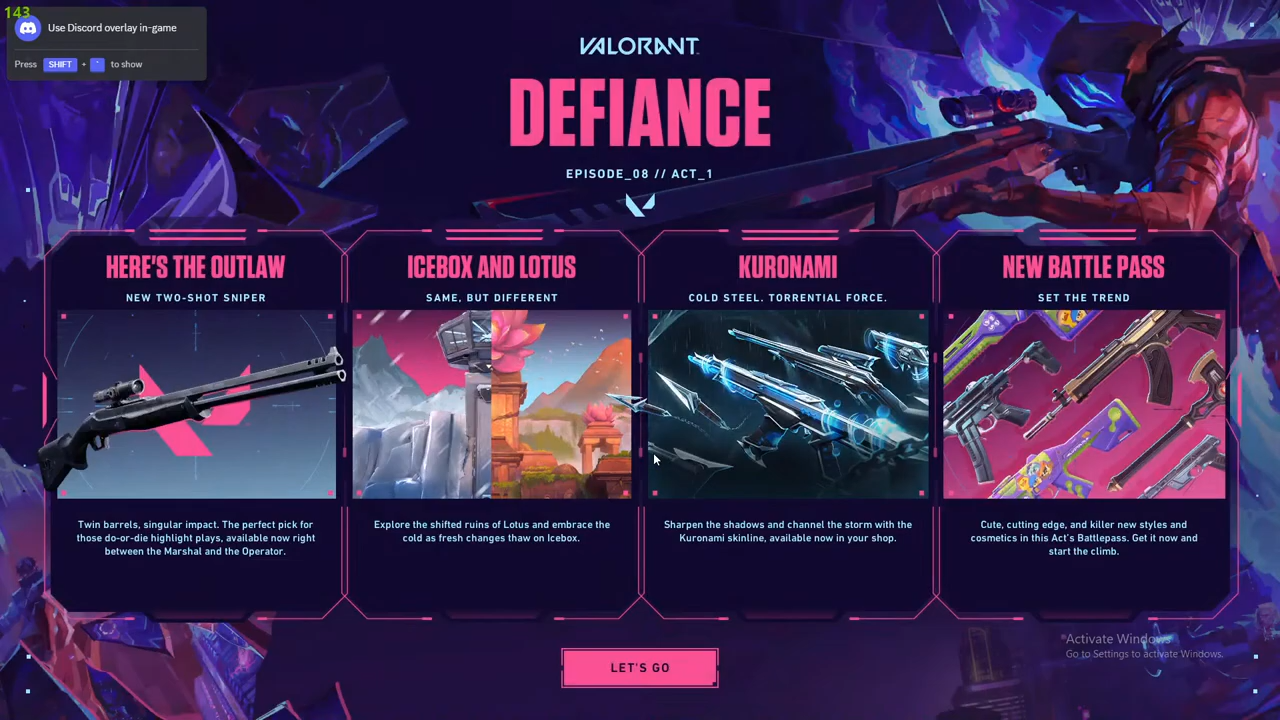 143
Use Discord overlay in-game
Press SHIFT + ` to show
VALORANT
DEFIANCE
EPISODE_08 // ACT_1
HERE'S THE OUTLAW
NEW TWO-SHOT SNIPER
Twin barrels, singular impact. The perfect pick for
those do-or-die highlight plays, available now right
between the Marshal and the Operator.
ICEBOX AND LOTUS
SAME, BUT DIFFERENT
Explore the shifted ruins of Lotus and embrace the
cold as fresh changes thaw on Icebox.
KURONAMI
COLD STEEL. TORRENTIAL FORCE.
Sharpen the shadows and channel the storm with the
Kuronami skinline, available now in your shop.
NEW BATTLE PASS
SET THE TREND
Cute, cutting edge, and killer new styles and
cosmetics in this Act's Battlepass. Get it now and
start the climb.
LET'S GO
Activate Windows
Go to Settings to activate Windows.